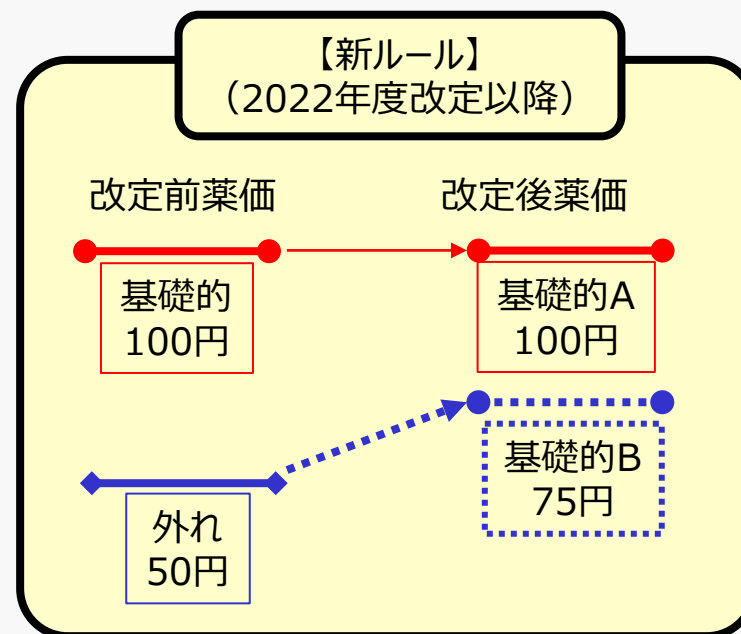 【新ルール】
（2022年度改定以降）
改定前薬価
改定後薬価
基礎的
100円
基礎的A
100円
外れ
50円
基礎的B
75円